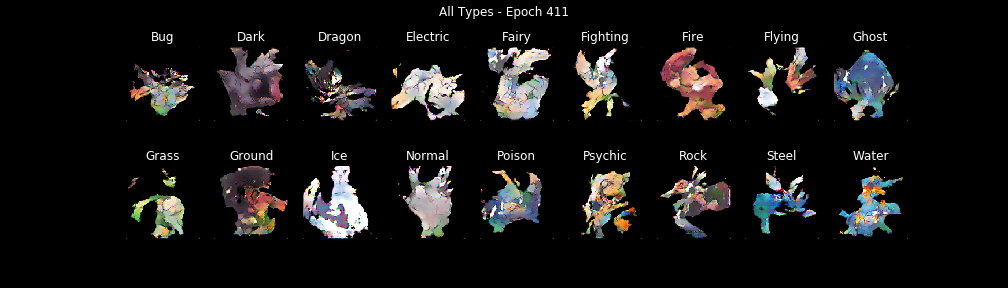 All Types - Epoch 411
Bug Dark Dragon Electric Fairy Fighting Fire Flying Ghost
Grass Ground Ice Normal Poison Psychic Rock Steel Water